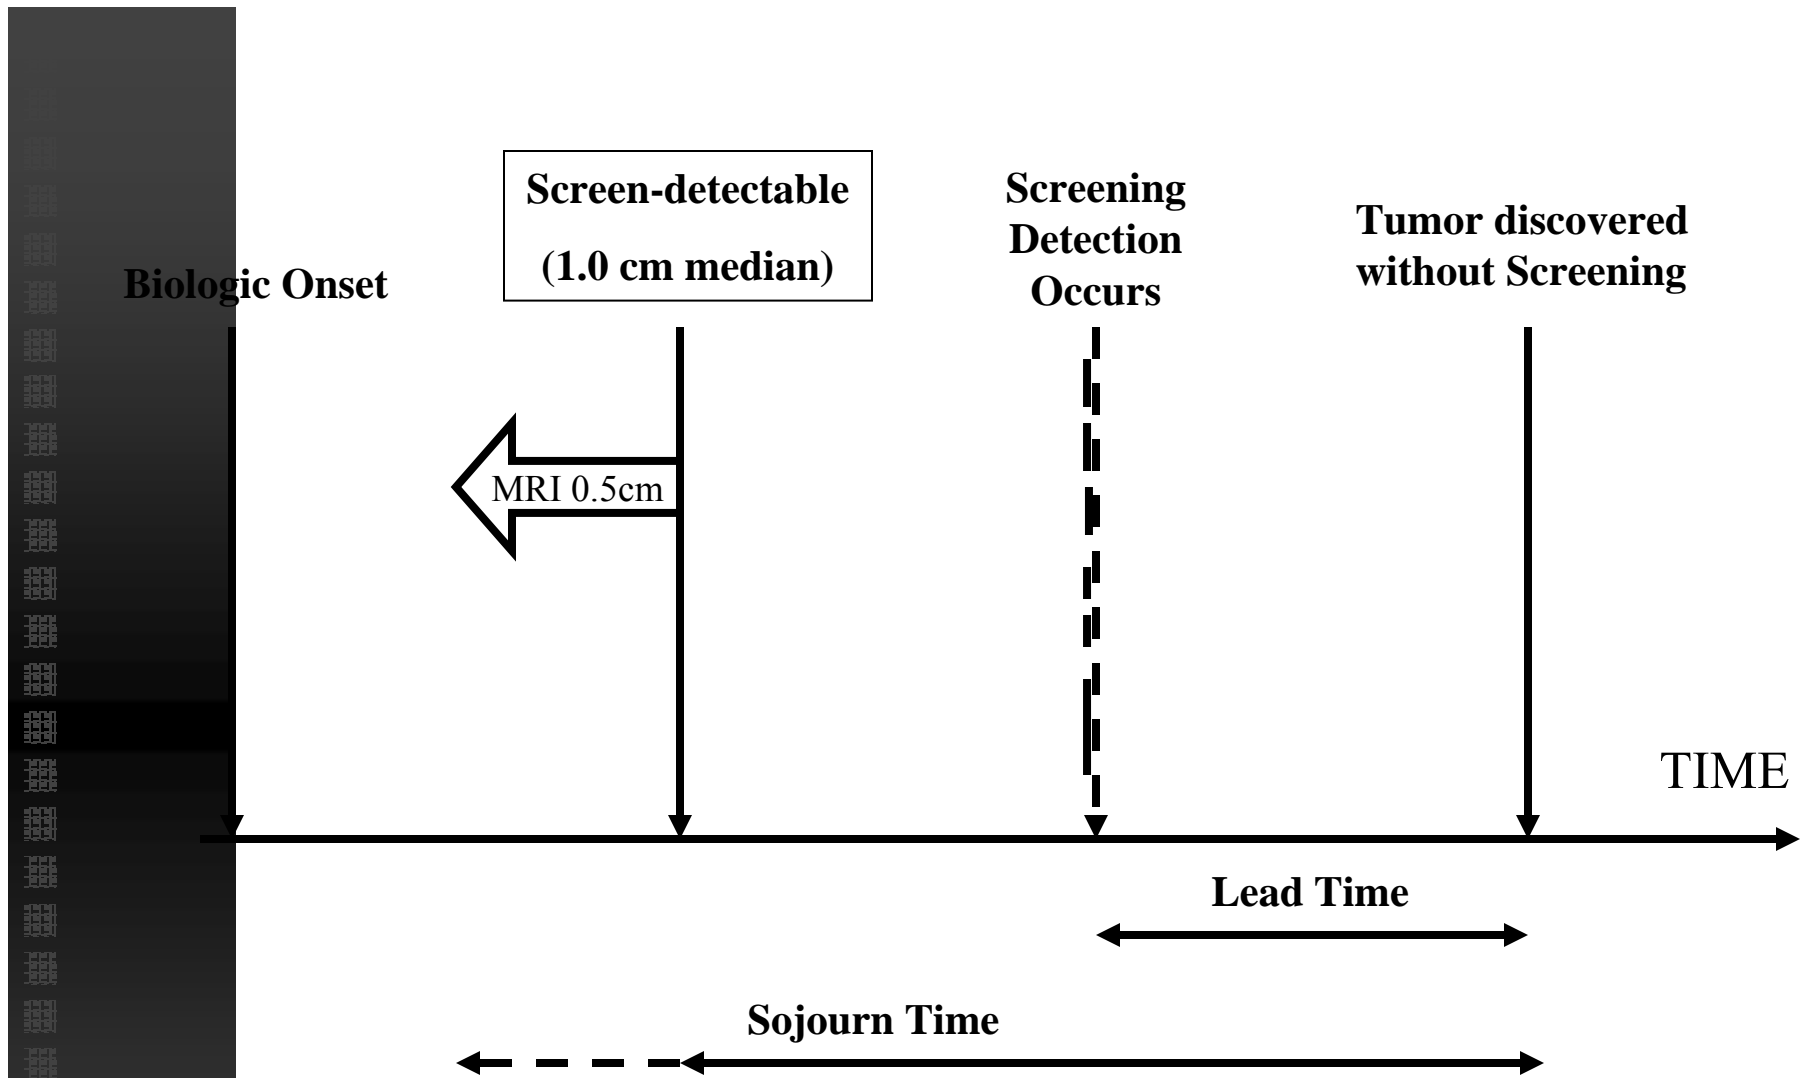 Biologic Onset
Screen-detectable
(1.0 cm median)
Screening
Detection
Occurs
Tumor discovered
without Screening
MRI 0.5cm
TIME
Lead Time
Sojourn Time